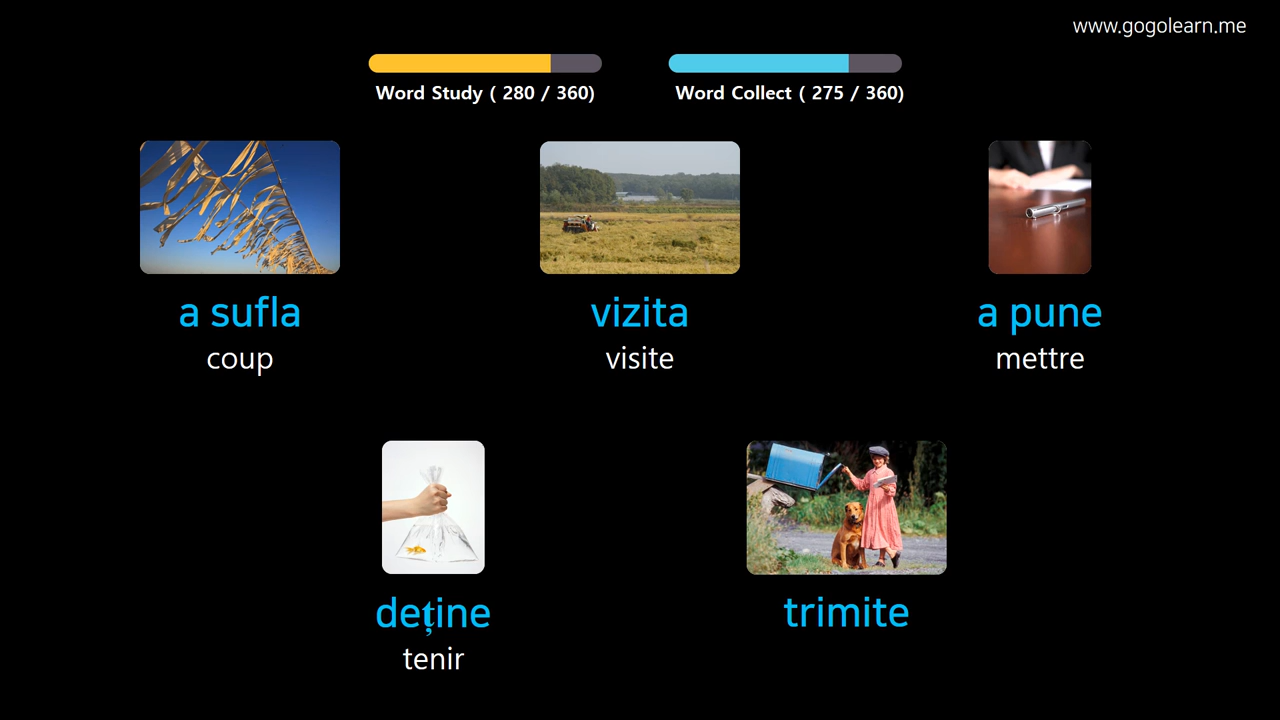 www.gogolearn.me
Word Study ( 280 / 360)
Word Collect ( 275 / 360)
a sufla
coup
vizita
visite
a pune
mettre
deține
tenir
trimite